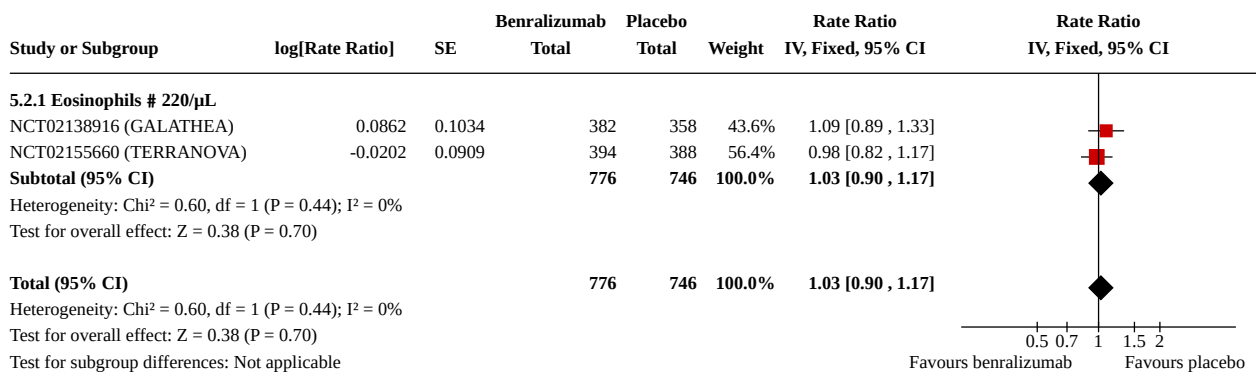 Benralizumab Placebo Rate Ratio Rate Ratio
Study or Subgroup log[Rate Ratio] SE Total Total Weight IV, Fixed, 95% CI IV, Fixed, 95% CI
5.2.1 Eosinophils # 220/μL
NCT02138916 (GALATHEA) 0.0862 0.1034 382 358 43.6% 1.09 [0.89 , 1.33]
NCT02155660 (TERRANOVA) -0.0202 0.0909 394 388 56.4% 0.98 [0.82 , 1.17]
Subtotal (95% CI) 776 746 100.0% 1.03 [0.90 , 1.17]
Heterogeneity: Chi² = 0.60, df = 1 (P = 0.44); I² = 0%
Test for overall effect: Z = 0.38 (P = 0.70)
Total (95% CI) 776 746 100.0% 1.03 [0.90 , 1.17]
Heterogeneity: Chi² = 0.60, df = 1 (P = 0.44); I² = 0%
Test for overall effect: Z = 0.38 (P = 0.70) 0.5 0.7 1 1.5 2
Test for subgroup differences: Not applicable Favours benralizumab Favours placebo